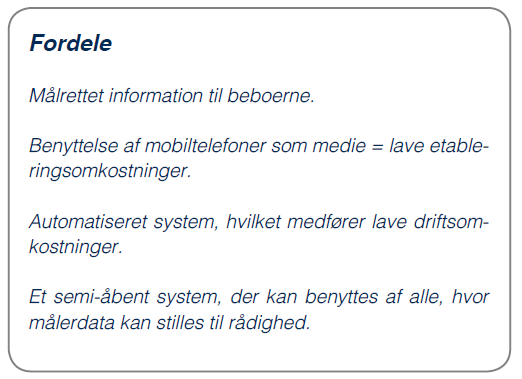 Fordele
Målrettet information til beboerne.
Benyttelse af mobiltelefoner som medie = lave etable-
ringsomkostninger.
Automatiseret system, hvilket medfører lave driftsom-
kostninger.
Et semi-åbent system, der kan benyttes af alle, hvor
målerdata kan stilles til rådighed.